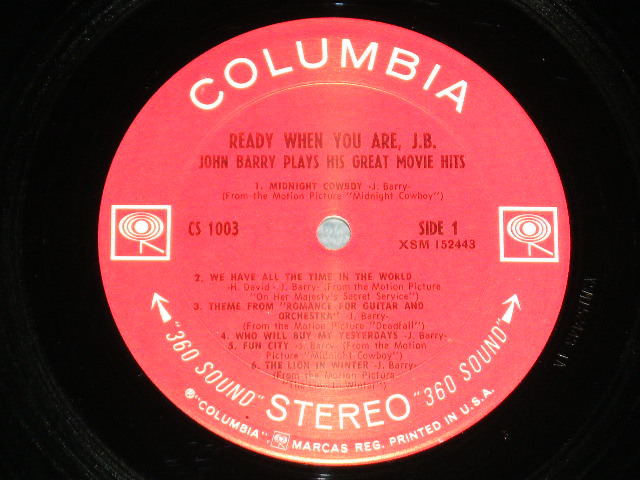 COLUMBIA
READY WHEN YOU ARE, J.B.
JOHN BARRY PLAYS HIS GREAT MOVIE HITS
1. MIDNIGHT COWBOY -J. Barry-
(From the Motion Picture "Midnight Cowboy")
CS 1003
SIDE 1
XSM 152443
2. WE HAVE ALL THE TIME IN THE WORLD
-H. David - J. Barry- (From the Motion Picture
"On Her Majesty's Secret Service")
3. THEME FROM "ROMANCE FOR GUITAR AND
ORCHESTRA" -J. Barry-
(From the Motion Picture "Deadfall")
4. WHO WILL BUY MY YESTERDAYS -J. Barry-
5. FUN CITY -J. Barry- (From the Motion
Picture "Midnight Cowboy")
6. THE LION IN WINTER -J. Barry-
(From the Motion Picture
"The Lion in Winter")
"360 SOUND" STEREO "360 SOUND"
® "COLUMBIA", MARCAS REG. PRINTED IN U.S.A.